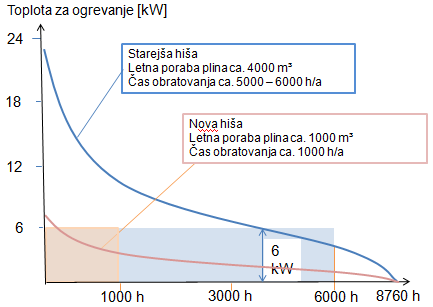 Toplota za ogrevanje [kW]
24
Starejša hiša
Letna poraba plina ca. 4000 m³
Čas obratovanja ca. 5000 – 6000 h/a
18
Nova hiša
Letna poraba plina ca. 1000 m³
Čas obratovanja ca. 1000 h/a
12
6
6
kW
1000 h
3000 h
6000 h
8760 h